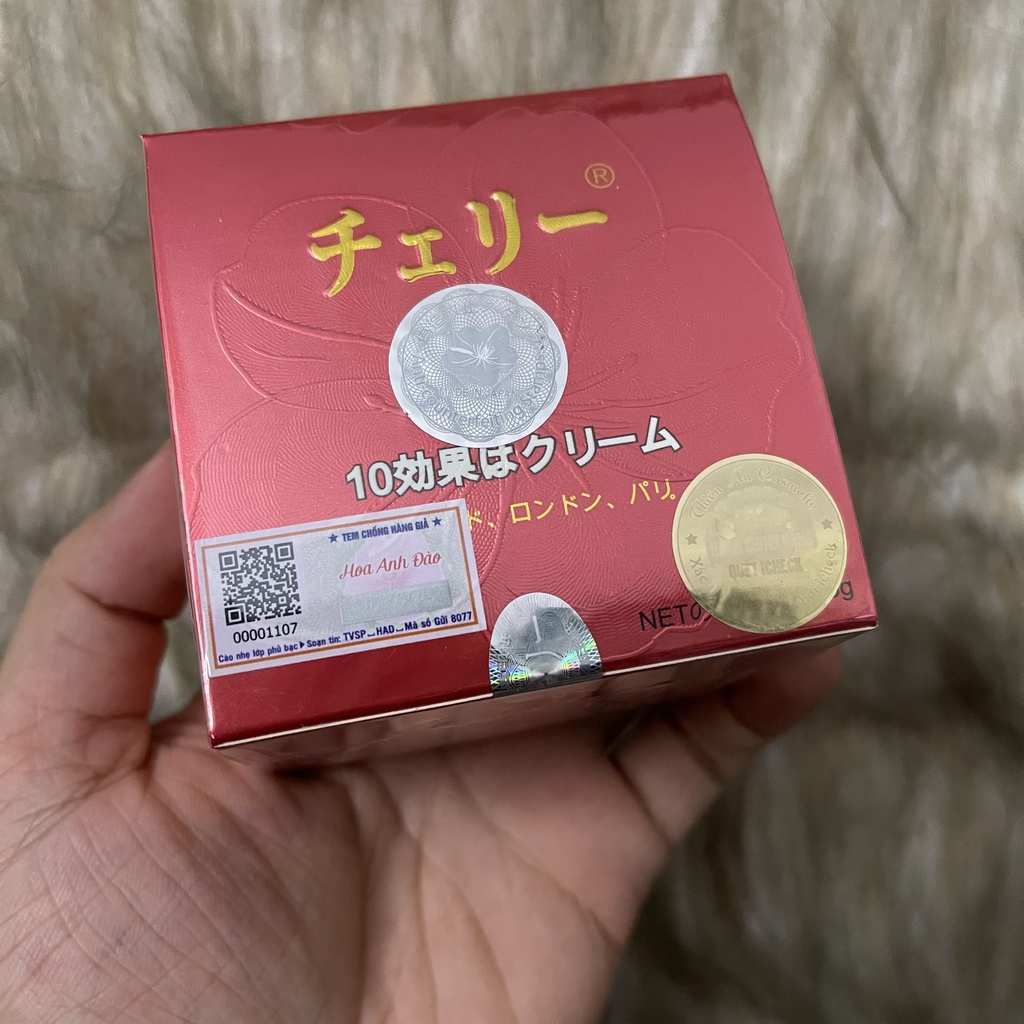 チェリー®
10効果はクリーム
ド、ロンドン、パリ。
★ TEM CHỐNG HÀNG GIẢ ★
Hoa Anh Đào
00001107
Cào nhẹ lớp phủ bạc ▶ Soạn tin: TVSP_HAD_Mã số Gửi 8077
QUÉT ICHECK
NET
g